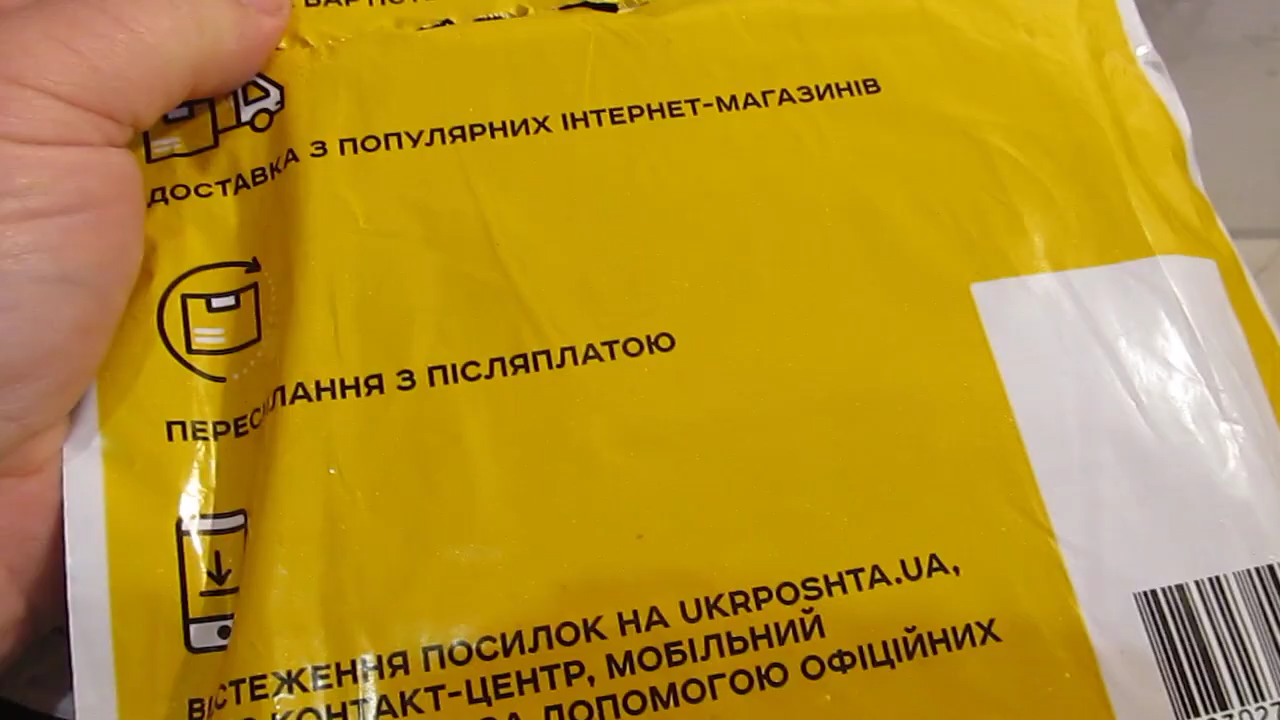 ДОСТАВКА З ПОПУЛЯРНИХ ІНТЕРНЕТ-МАГАЗИНІВ
ПЕРЕСИЛАННЯ З ПІСЛЯПЛАТОЮ
ВІДСТЕЖЕННЯ ПОСИЛОК НА UKRPOSHTA.UA,
КОНТАКТ-ЦЕНТР, МОБІЛЬНИЙ
ДОПОМОГОЮ ОФІЦІЙНИХ